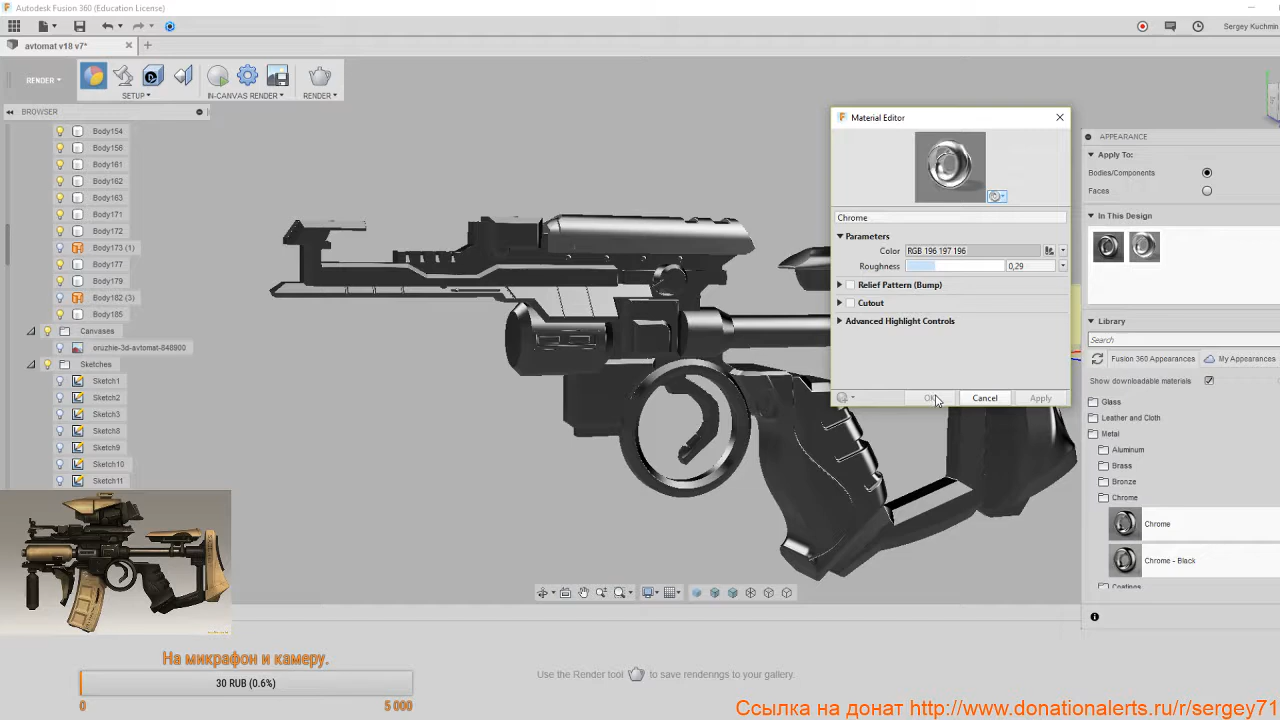 Autodesk Fusion 360 (Education License)
Sergey Kuchmin
avtomat v18 v7*
RENDER
SETUP
IN-CANVAS RENDER
RENDER
BROWSER
Body154
Body156
Body161
Body162
Body163
Body171
Body172
Body173 (1)
Body177
Body179
Body182 (3)
Body185
Canvases
oruzhie-3d-avtomat-848900
Sketches
Sketch1
Sketch2
Sketch3
Sketch8
Sketch9
Sketch10
Sketch11
Material Editor
Chrome
Parameters
Color RGB 196 197 196
Roughness 0,29
Relief Pattern (Bump)
Cutout
Advanced Highlight Controls
OK Cancel Apply
APPEARANCE
Apply To:
Bodies/Components
Faces
In This Design
Library
Search
Fusion 360 Appearances My Appearances
Show downloadable materials
Glass
Leather and Cloth
Metal
Aluminum
Brass
Bronze
Chrome
Chrome
Chrome - Black
Coatings
На микрофон и камеру.
30 RUB (0.6%)
0 5 000
Use the Render tool to save renderings to your gallery.
Ссылка на донат http://www.donationalerts.ru/r/sergey71